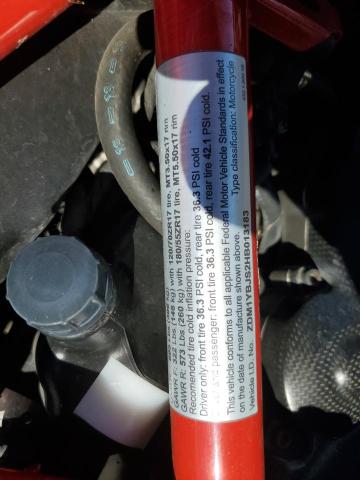 GAWR F: 322 Lbs (146 kg) with 120/70ZR17 tire, MT3.50x17 rim
GAWR R: 573 Lbs (260 kg) with 180/55ZR17 tire, MT5.50x17 rim
Recomended tire cold inflation pressure:
Driver only: front tire 36.3 PSI cold, rear tire 36.3 PSI cold
and passenger: front tire 36.3 PSI cold, rear tire 42.1 PSI cold.
This vehicle conforms to all applicable Federal Motor Vehicle Standards in effect
on the date of manufacture shown above.
Type classification: Motorcycle
Vehicle I.D. No. ZDM1YBJS2HB013183